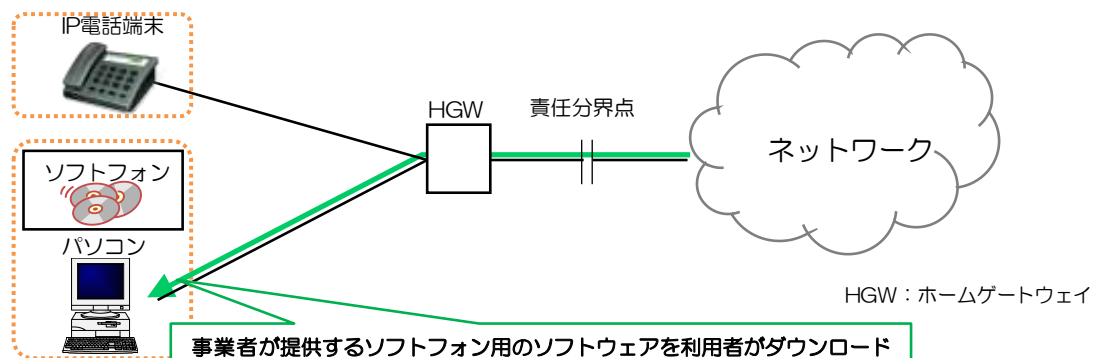 IP電話端末
HGW
責任分界点
ネットワーク
ソフトフォン
パソコン
HGW：ホームゲートウェイ
事業者が提供するソフトフォン用のソフトウェアを利用者がダウンロード